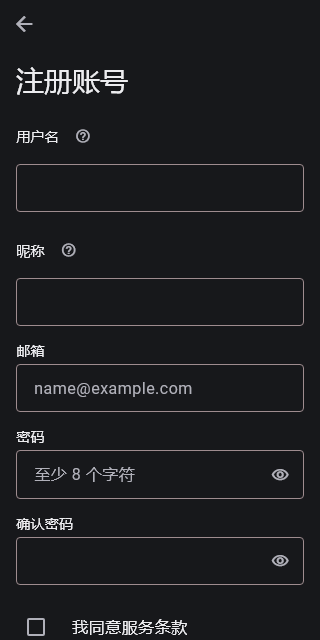 注册账号
用户名
昵称
邮箱
name@example.com
密码
至少 8 个字符
确认密码
我同意服务条款